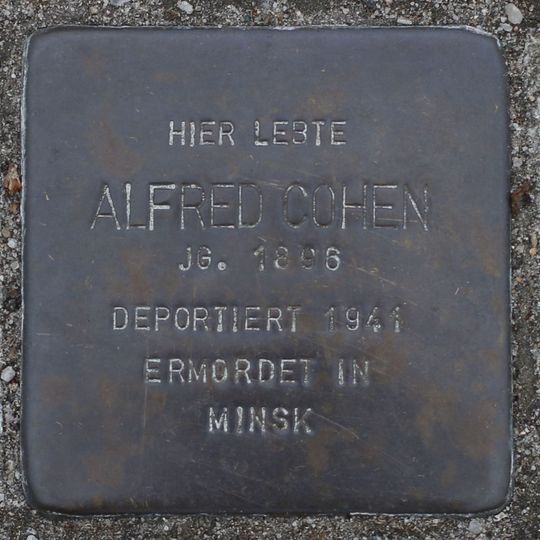 HIER LEBTE
ALFRED COHEN
JG. 1896
DEPORTIERT 1941
ERMORDET IN
MINSK